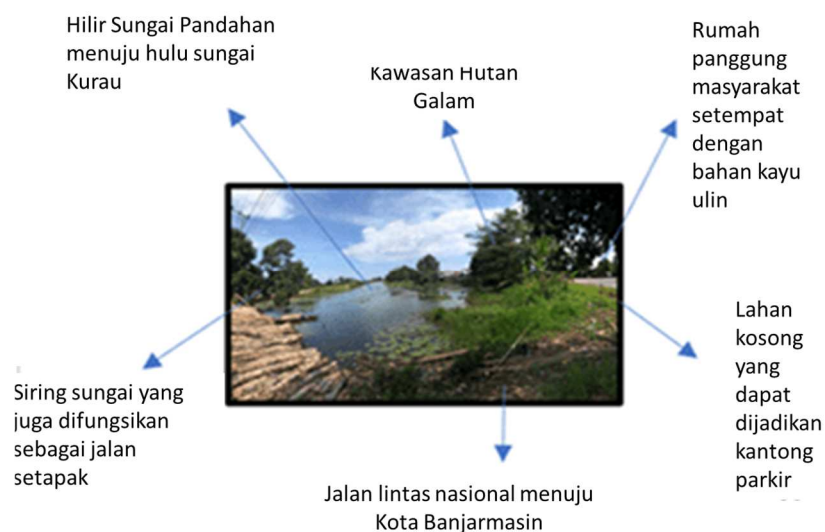 Hilir Sungai Pandahan
menuju hulu sungai
Kurau
Kawasan Hutan
Galam
Rumah
panggung
masyarakat
setempat
dengan
bahan kayu
ulin
Siring sungai yang
juga difungsikan
sebagai jalan
setapak
Jalan lintas nasional menuju
Kota Banjarmasin
Lahan
kosong
yang
dapat
dijadikan
kantong
parkir